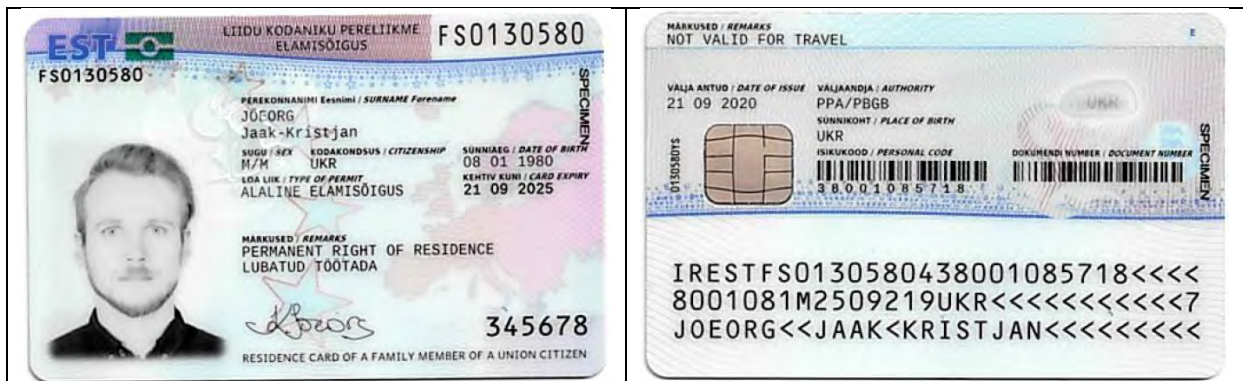 EST
LIIDU KODANIKU PERELIIKME
ELAMISÕIGUS
FS0130580
FS0130580
SPECIMEN
PEREKONNANIMI Eesnimi / SURNAME Forename
JÕEORG
Jaak-Kristjan
SUGU / SEX KODAKONDSUS / CITIZENSHIP SÜNNIAEG / DATE OF BIRTH
M/M UKR 08 01 1980
LOA LIIK / TYPE OF PERMIT KEHTIV KUNI / CARD EXPIRY
ALALINE ELAMISÕIGUS 21 09 2025
MÄRKUSED / REMARKS
PERMANENT RIGHT OF RESIDENCE
LUBATUD TÖÖTADA
345678
RESIDENCE CARD OF A FAMILY MEMBER OF A UNION CITIZEN
MÄRKUSED / REMARKS
NOT VALID FOR TRAVEL
E
VÄLJA ANTUD / DATE OF ISSUE VÄLJAANDJA / AUTHORITY
21 09 2020 PPA/PBGB
UKR
SÜNNIKOHT / PLACE OF BIRTH
UKR
ISIKUKOOD / PERSONAL CODE DOKUMENDI NUMBER / DOCUMENT NUMBER
38001085718
SPECIMEN
IRESTFS0130580438001085718<<<<
8001081M2509219UKR<<<<<<<<<<<7
JOEORG<<JAAK<KRISTJAN<<<<<<<<<